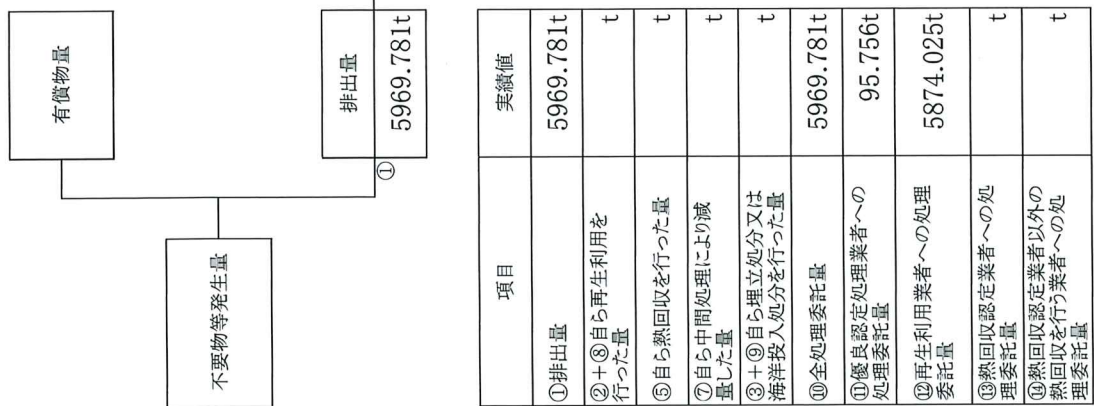 有償物量
不要物等発生量
排出量
①
5969.781t
項目
実績値
①排出量
5969.781t
②+⑧自ら再生利用を
行った量
t
⑤自ら熱回収を行った量
t
⑦自ら中間処理により減
量した量
t
③+⑨自ら埋立処分又は
海洋投入処分を行った量
t
⑩全処理委託量
5969.781t
⑪優良認定処理業者への
処理委託量
95.756t
⑫再生利用業者への処理
委託量
5874.025t
⑬熱回収認定業者への処
理委託量
t
⑭熱回収認定業者以外の
熱回収を行う業者への処
理委託量
t